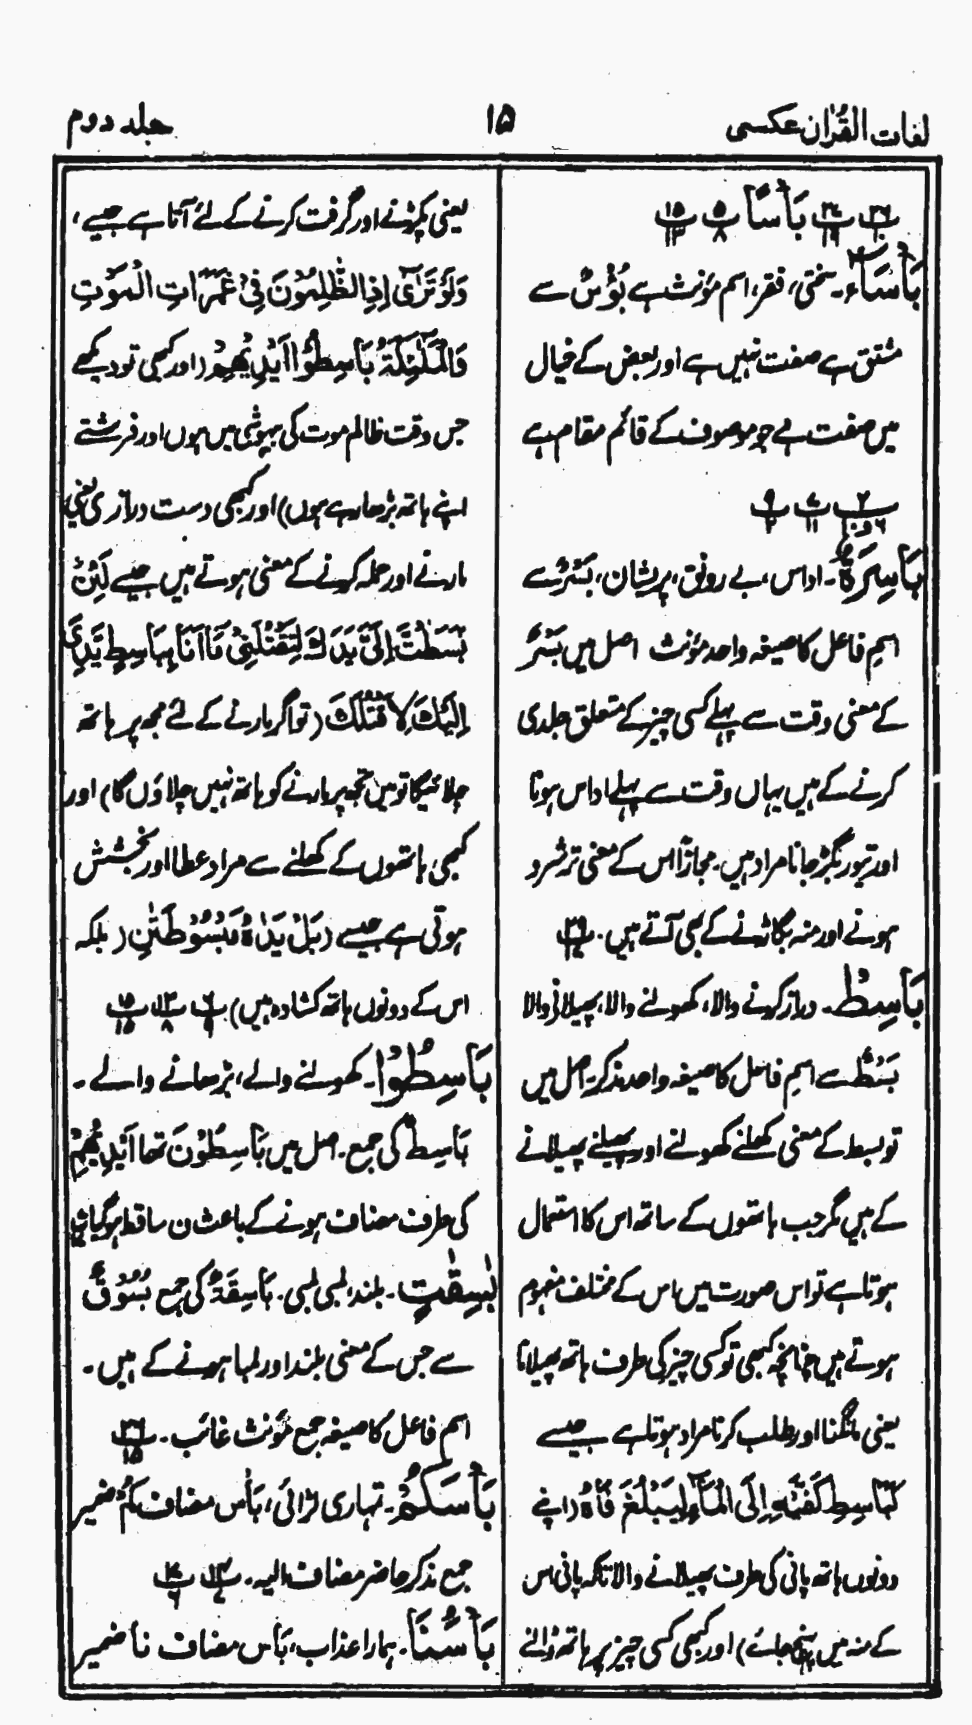 لغات القرآن عکسی
۱۵
جلد دوم
بَأْسًا
بَأْسَآء ۔ سختی، فقر، اسم مؤنث ہے بُؤْسٌ سے
مشتق ہے صفت نہیں ہے اور بعض کے خیال
میں صفت ہے جو موصوف کے قائم مقام ہے
بَاسِرَةٌ ۔ اداس، بے رونق، پریشان، بَسْرٌ سے
اسمِ فاعل کا صیغہ واحد مؤنث اصل میں بَسْرٌ
کے معنی وقت سے پہلے کسی چیز کے متعلق جلدی
کرنے کے ہیں یہاں وقت سے پہلے اداس ہونا
اور تیور بگڑ جانا مراد ہیں۔ مجازًا اس کے معنی ترشرو
ہونے اور منہ بگاڑنے کے بھی آتے ہیں۔
بَاسِطٌ ۔ دراز کرنے والا، کھولنے والا، پھیلانے والا
بَسْطٌ سے اسمِ فاعل کا صیغہ واحد مذکر۔ اصل میں
تو بسط کے معنی کھلنے کھولنے اور پھیلنے پھیلانے
کے ہیں مگر جب ہاتھوں کے ساتھ اس کا استعمال
ہوتا ہے تو اس صورت میں اس کے مختلف مفہوم
ہوتے ہیں چنانچہ کبھی تو کسی چیز کی طرف ہاتھ پھیلانا
یعنی مانگنا اور طلب کرنا مراد ہوتا ہے جیسے
كَبَاسِطِ كَفَّيْهِ إِلَى الْمَآءِ لِيَبْلُغَ فَاهُ (اپنے
دونوں ہاتھ پانی کی طرف پھیلانے والا تاکہ پانی اس
کے منہ میں پہنچ جائے) اور کبھی کسی چیز پر ہاتھ ڈالنے
یعنی پکڑنے اور گرفت کرنے کے لئے آتا ہے جیسے،
وَلَوْ تَرٰٓى اِذِ الظّٰلِمُوْنَ فِيْ غَمَرَاتِ الْمَوْتِ
وَالْمَلٰٓئِكَةُ بَاسِطُوْٓا اَيْدِيْهِمْ (اور کبھی تو دیکھے
جس وقت ظالم موت کی بیہوشی میں ہوں اور فرشتے
اپنے ہاتھ بڑھا رہے ہوں) اور کبھی دست درازی یعنی
مارنے اور حملہ کرنے کے معنی ہوتے ہیں جیسے لَئِنْ
بَسَطْتَّ اِلَيَّ يَدَكَ لِتَقْتُلَنِيْ مَآ اَنَا بِبَاسِطٍ يَّدِيَ
اِلَيْكَ لِاَقْتُلَكَ (تو اگر مارنے کے لئے مجھ پر ہاتھ
چلائیگا تو میں تجھ پر مارنے کو ہاتھ نہیں چلاؤں گا) اور
کبھی ہاتھوں کے کھلنے سے مراد عطا اور بخشش
ہوتی ہے جیسے (بَلْ يَدٰهُ مَبْسُوْطَتٰنِ (بلکہ
اس کے دونوں ہاتھ کشادہ ہیں)
بَاسِطُوْا ۔ کھولنے والے، بڑھانے والے ۔
بَاسِطٌ کی جمع ۔ اصل میں بَاسِطُوْنَ تھا اَيْدِيْهِمْ
کی طرف مضاف ہونے کے باعث ن ساقط ہو گیا
بٰسِقٰتٍ ۔ بلند، لمبی لمبی ۔ بَاسِقَةٌ کی جمع بُسُوْقٌ
سے جس کے معنی بلند اور لمبا ہونے کے ہیں ۔
اسمِ فاعل کا صیغہ جمع مؤنث غائب ۔
بَأْسَكُمْ ۔ تمہاری لڑائی، بَأْس مضاف كُمْ ضمیر
جمع مذکر حاضر مضاف الیہ ۔
بَأْسُنَا ۔ ہمارا عذاب، بَأْس مضاف نا ضمیر